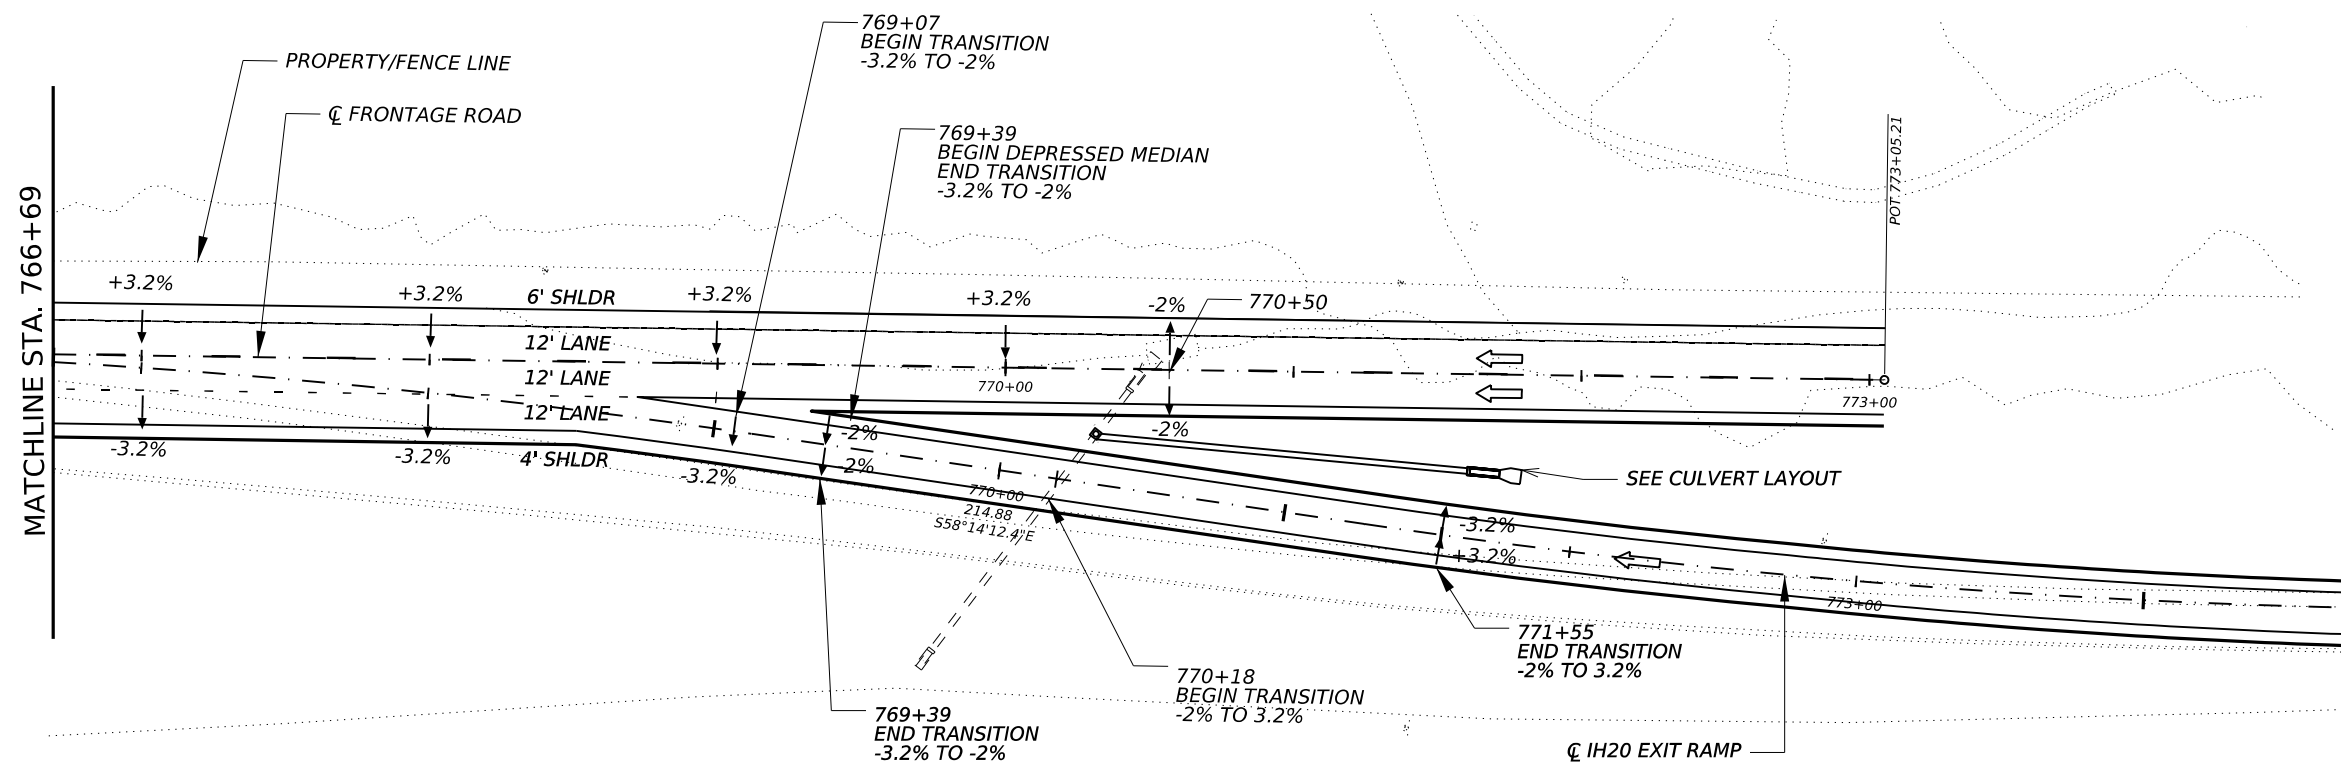 769+07
BEGIN TRANSITION
-3.2% TO -2%
PROPERTY/FENCE LINE
℄ FRONTAGE ROAD
769+39
BEGIN DEPRESSED MEDIAN
END TRANSITION
-3.2% TO -2%
POT 773+05.21
MATCHLINE STA. 766+69
+3.2%
+3.2%
6' SHLDR
+3.2%
+3.2%
-2%
770+50
12' LANE
12' LANE
12' LANE
770+00
773+00
-3.2%
-3.2%
4' SHLDR
-3.2%
-2%
-2%
-2%
SEE CULVERT LAYOUT
770+00
214.88
S58°14'12.4"E
-3.2%
+3.2%
773+00
771+55
END TRANSITION
-2% TO 3.2%
770+18
BEGIN TRANSITION
-2% TO 3.2%
769+39
END TRANSITION
-3.2% TO -2%
℄ IH20 EXIT RAMP